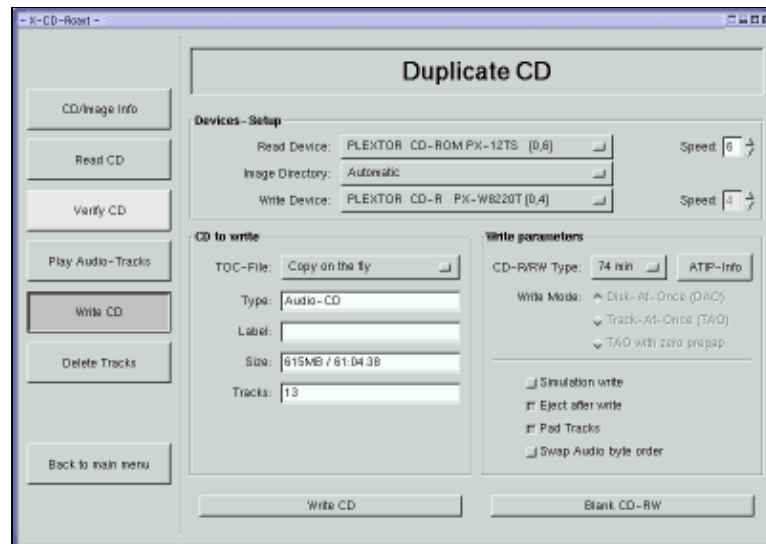 - X-CD-Roast -
Duplicate CD
CD/Image Info
Read CD
Verify CD
Play Audio-Tracks
Write CD
Delete Tracks
Back to main menu
Devices-Setup
Read Device: PLEXTOR CD-ROM PX-12TS [0,6] Speed: 6
Image Directory: Automatic
Write Device: PLEXTOR CD-R PX-W8220T [0,4] Speed: 4
CD to write
TOC-File: Copy on the fly
Type: Audio-CD
Label:
Size: 615MB / 61:04.38
Tracks: 13
Write parameters
CD-R/RW Type: 74 min ATIP-Info
Write Mode: Disk-At-Once (DAO)
Track-At-Once (TAO)
TAO with zero pregap
Simulation write
Eject after write
Pad Tracks
Swap Audio byte order
Write CD
Blank CD-RW